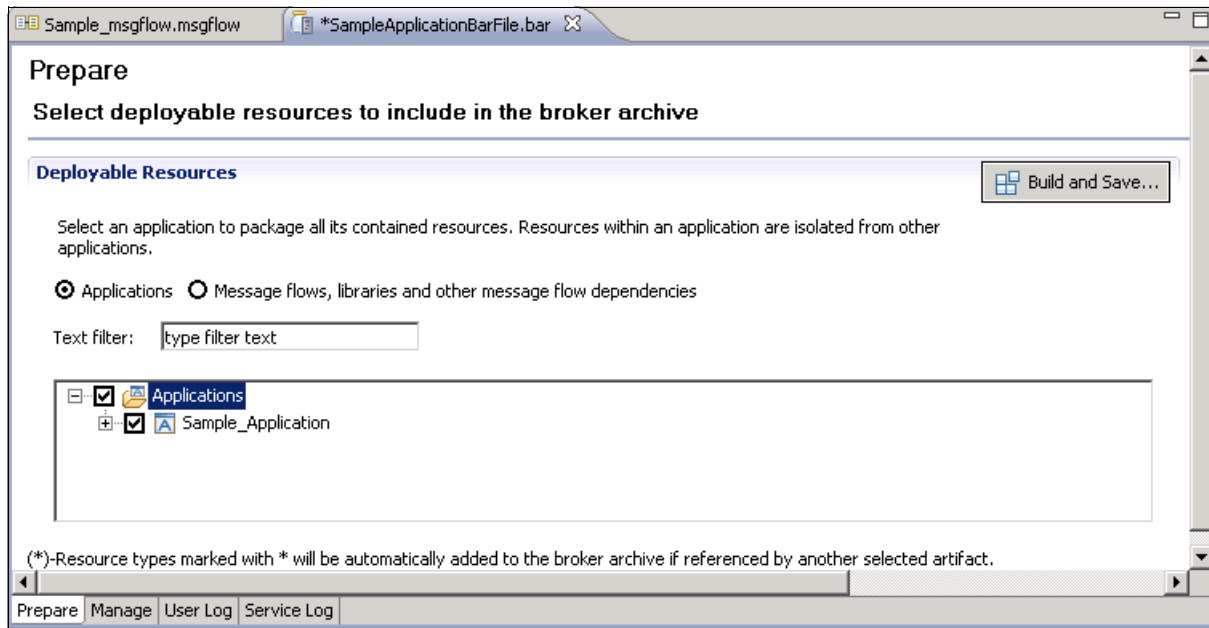 Sample_msgflow.msgflow
*SampleApplicationBarFile.bar
Prepare
Select deployable resources to include in the broker archive
Deployable Resources
Build and Save...
Select an application to package all its contained resources. Resources within an application are isolated from other
applications.
Applications
Message flows, libraries and other message flow dependencies
Text filter:
type filter text
Applications
Sample_Application
(*)-Resource types marked with * will be automatically added to the broker archive if referenced by another selected artifact.
Prepare
Manage
User Log
Service Log